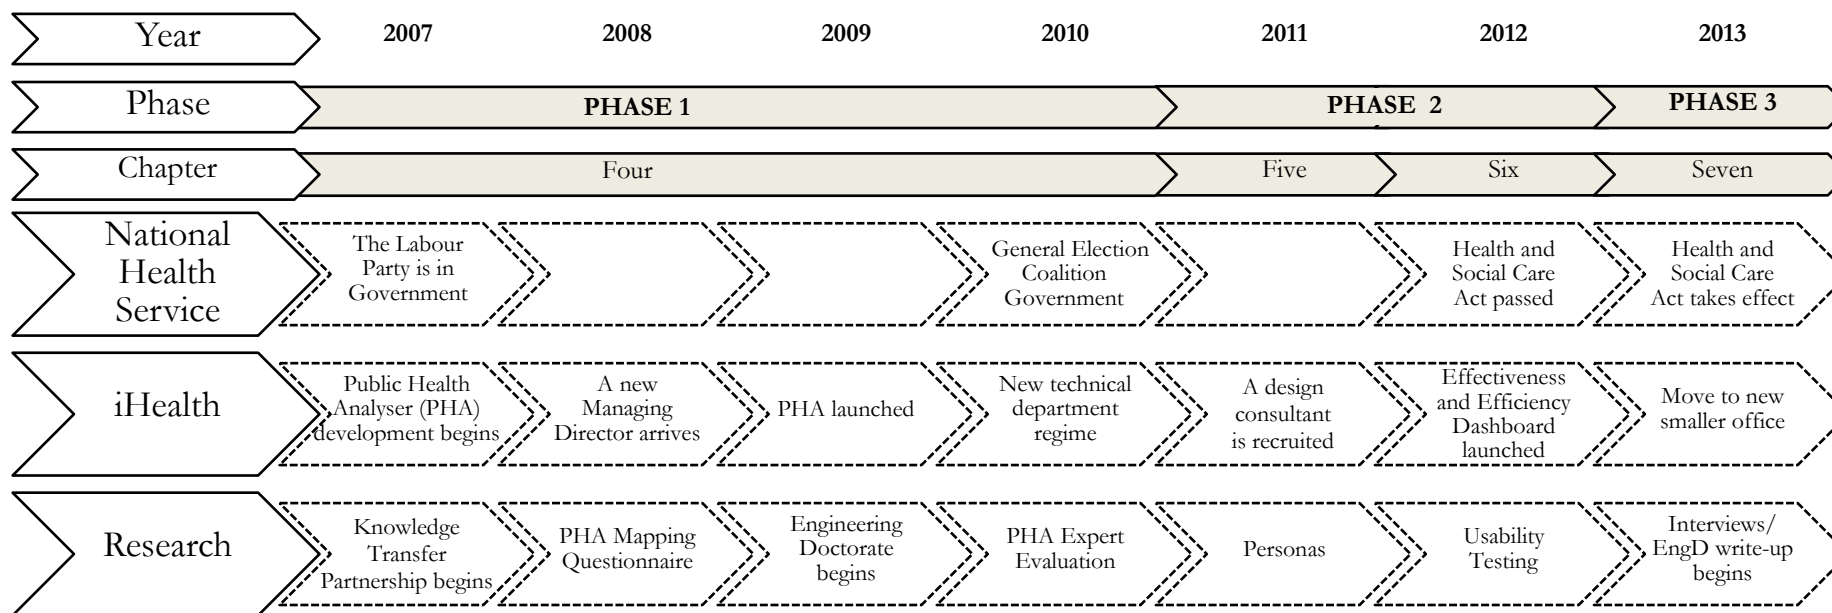 Year
2007
2008
2009
2010
2011
2012
2013
Phase
PHASE 1
PHASE 2
PHASE 3
Chapter
Four
Five
Six
Seven
National
Health
Service
The Labour
Party is in
Government
General Election
Coalition
Government
Health and
Social Care
Act passed
Health and
Social Care
Act takes effect
iHealth
Public Health
Analyser (PHA)
development begins
A new
Managing
Director arrives
PHA launched
New technical
department
regime
A design
consultant
is recruited
Effectiveness
and Efficiency
Dashboard
launched
Move to new
smaller office
Research
Knowledge
Transfer
Partnership begins
PHA Mapping
Questionnaire
Engineering
Doctorate
begins
PHA Expert
Evaluation
Personas
Usability
Testing
Interviews/
EngD write-up
begins